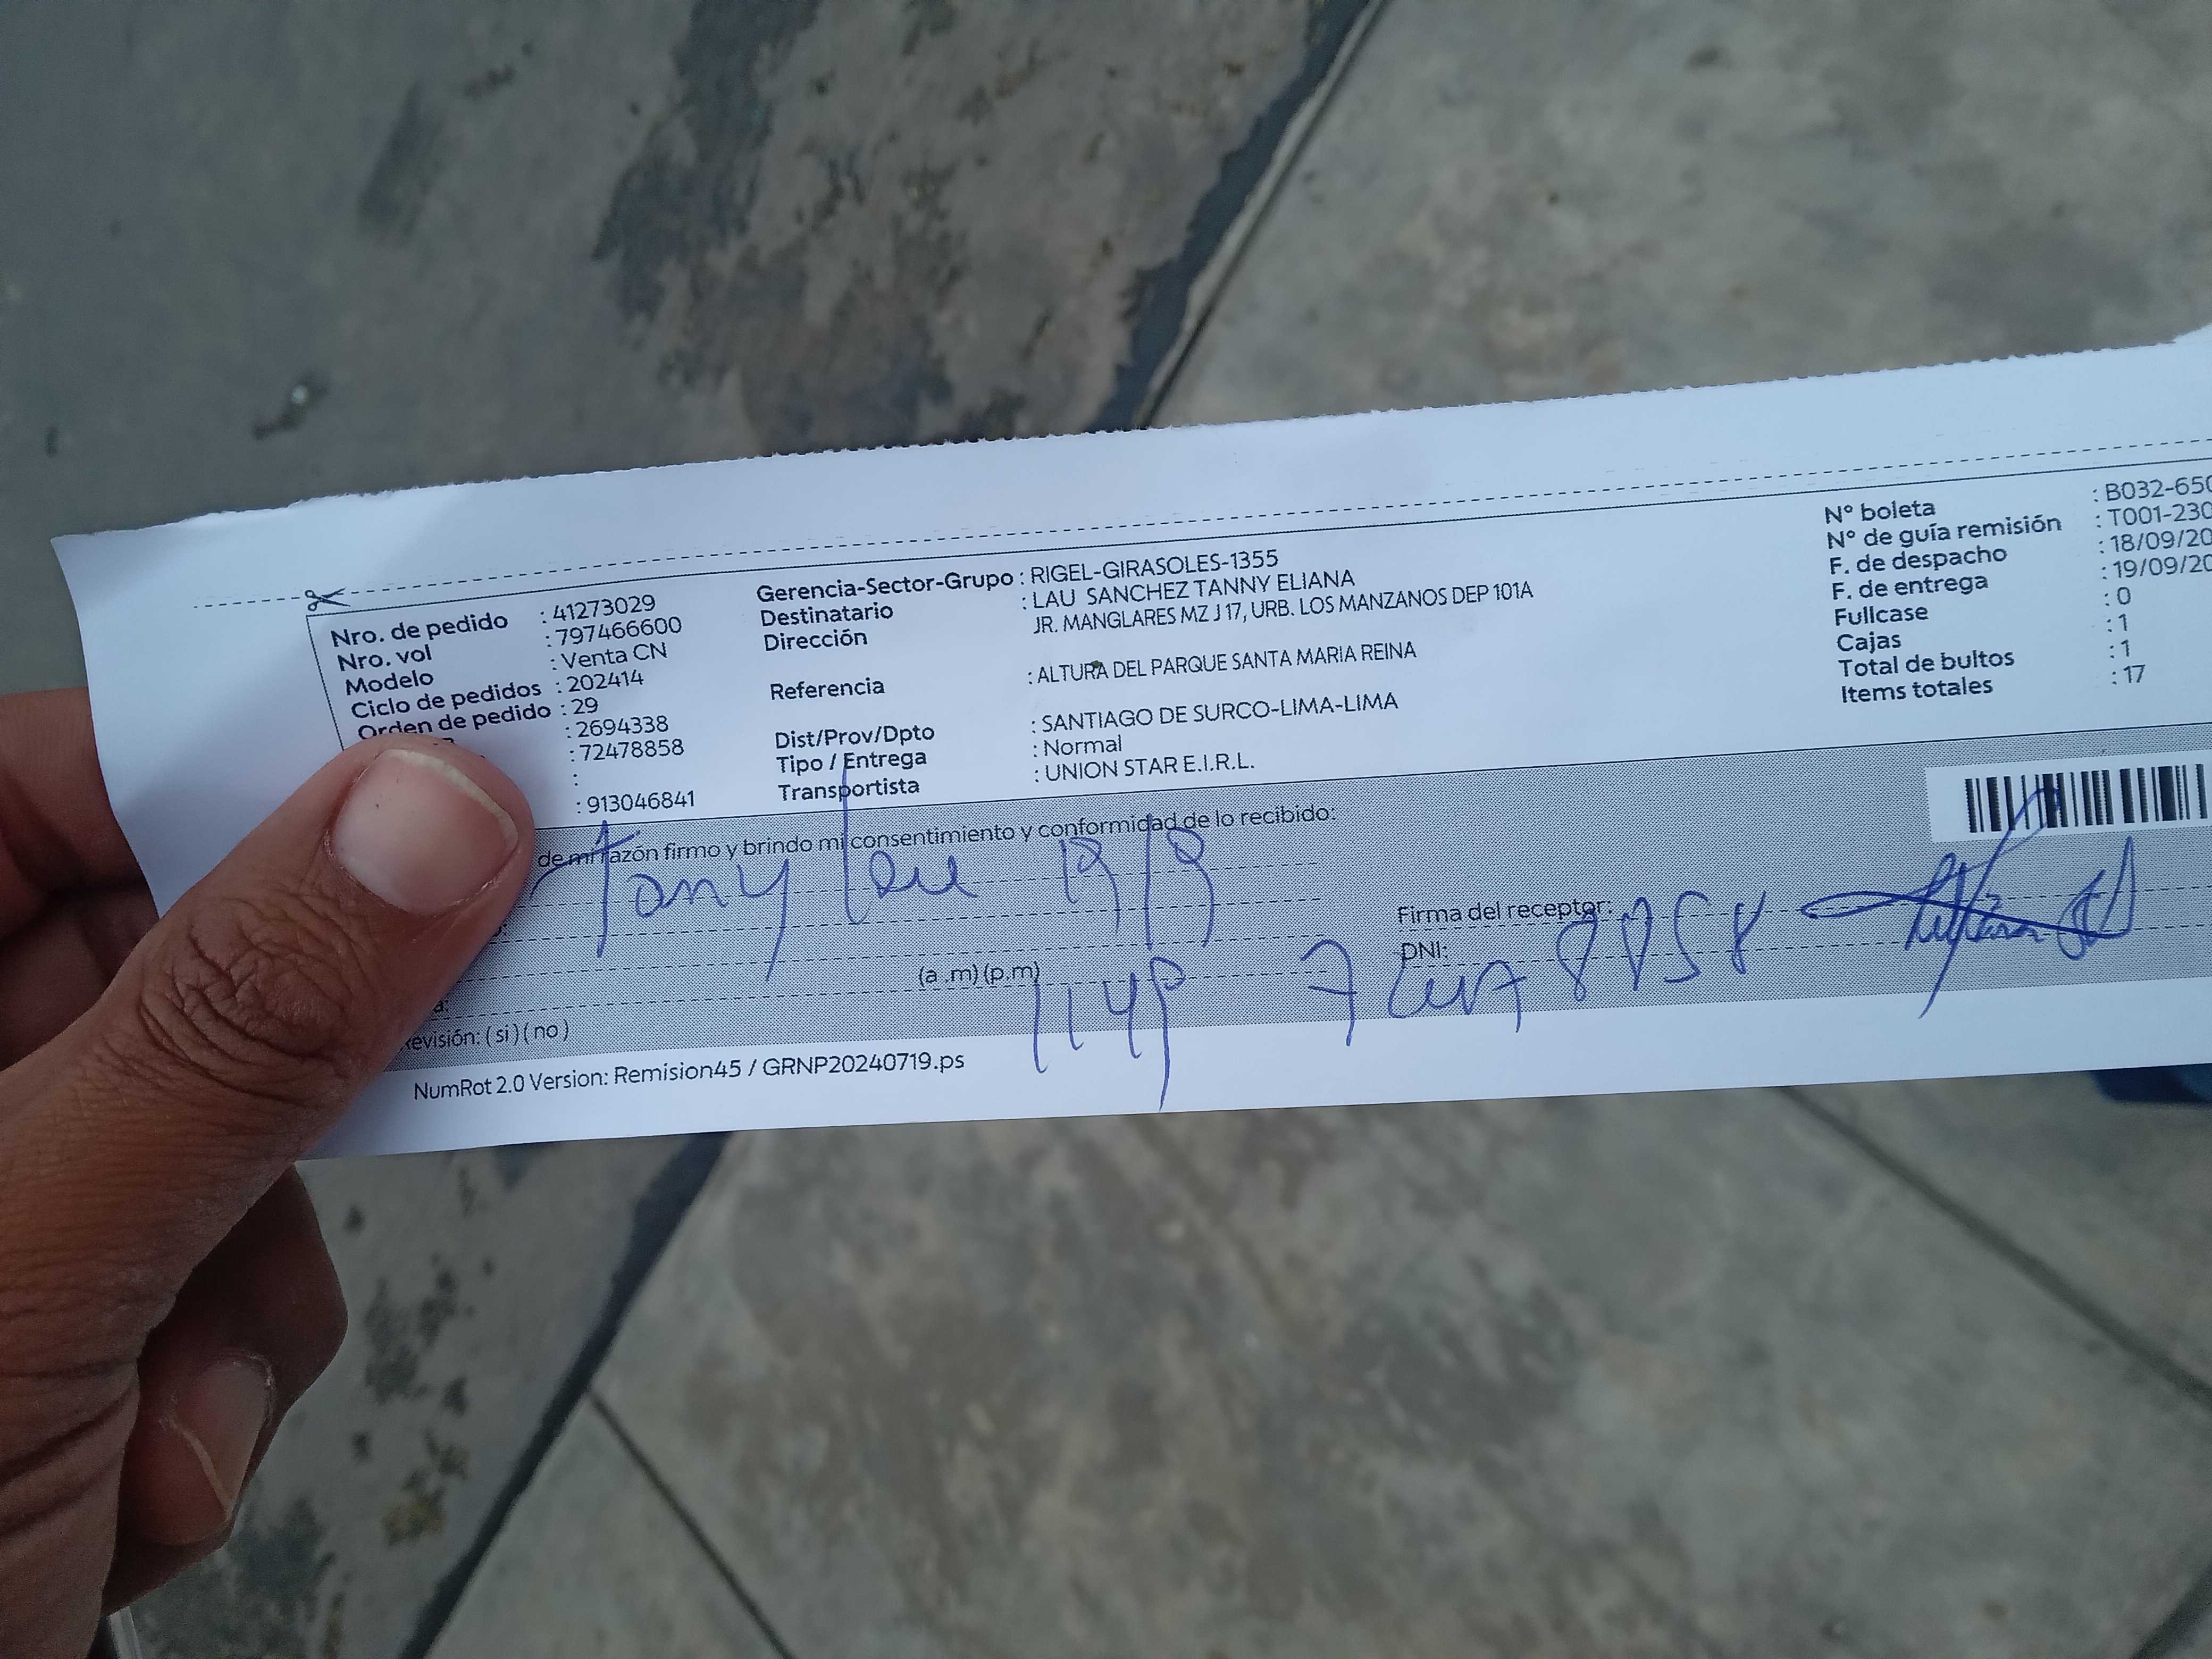 Nro. de pedido : 41273029
Nro. vol : 797466600
Modelo : Venta CN
Ciclo de pedidos : 202414
Orden de pedido : 29
: 2694338
: 72478858
:
: 913046841
Gerencia-Sector-Grupo : RIGEL-GIRASOLES-1355
Destinatario : LAU SANCHEZ TANNY ELIANA
Dirección JR. MANGLARES MZ J 17, URB. LOS MANZANOS DEP 101A
Referencia : ALTURA DEL PARQUE SANTA MARIA REINA
Dist/Prov/Dpto : SANTIAGO DE SURCO-LIMA-LIMA
Tipo / Entrega : Normal
Transportista : UNION STAR E.I.R.L.
N° boleta : B032-650
N° de guía remisión : T001-230
F. de despacho : 18/09/20
F. de entrega : 19/09/20
Fullcase : 0
Cajas : 1
Total de bultos : 1
Items totales : 17
de mi razón firmo y brindo mi consentimiento y conformidad de lo recibido:
Tany Lau 19/9
Firma del receptor:
DNI:
(a .m) (p.m)
a:
evisión: ( si ) ( no )
NumRot 2.0 Version: Remision45 / GRNP20240719.ps